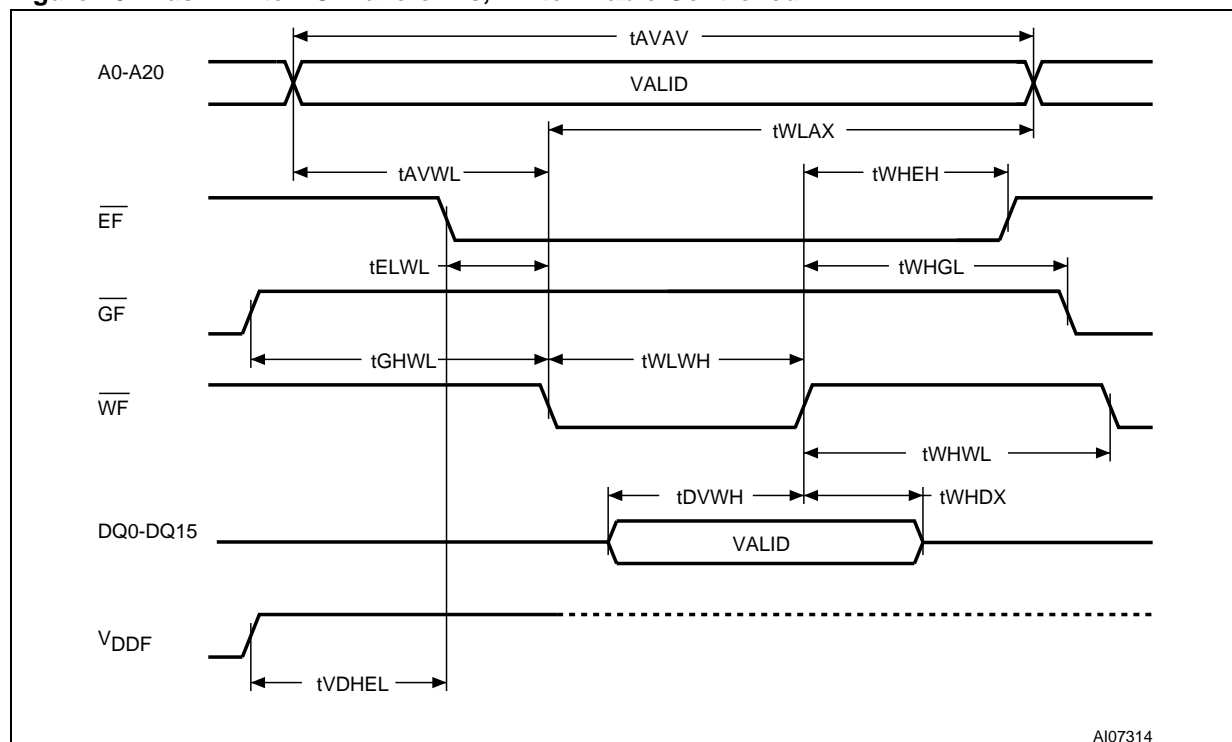 tAVAV
A0-A20
VALID
tWLAX
tAVWL
tWHEH
EF
tELWL
tWHGL
GF
tGHWL
tWLWH
WF
tWHWL
tDVWH
tWHDX
DQ0-DQ15
VALID
VDDF
tVDHEL
AI07314